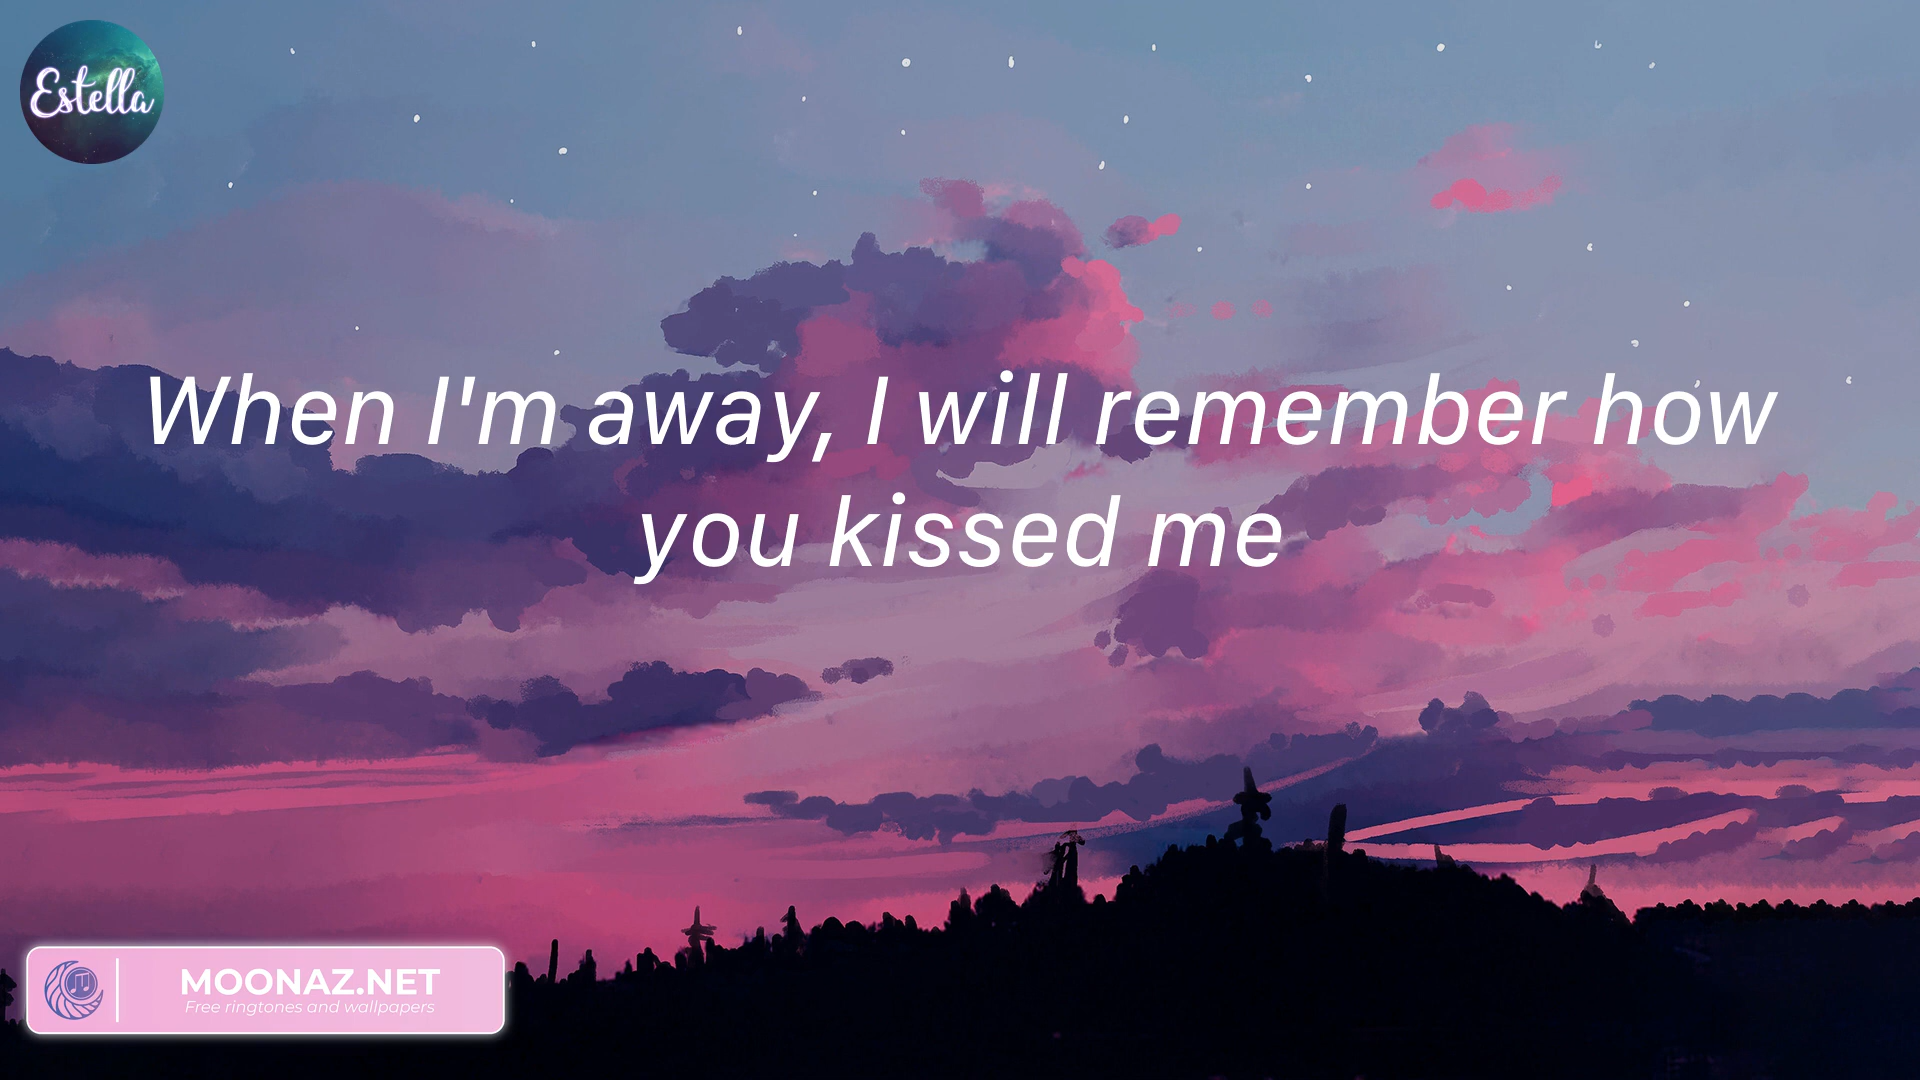 Estella
When I'm away, I will remember how
you kissed me
MOONAZ.NET
Free ringtones and wallpapers